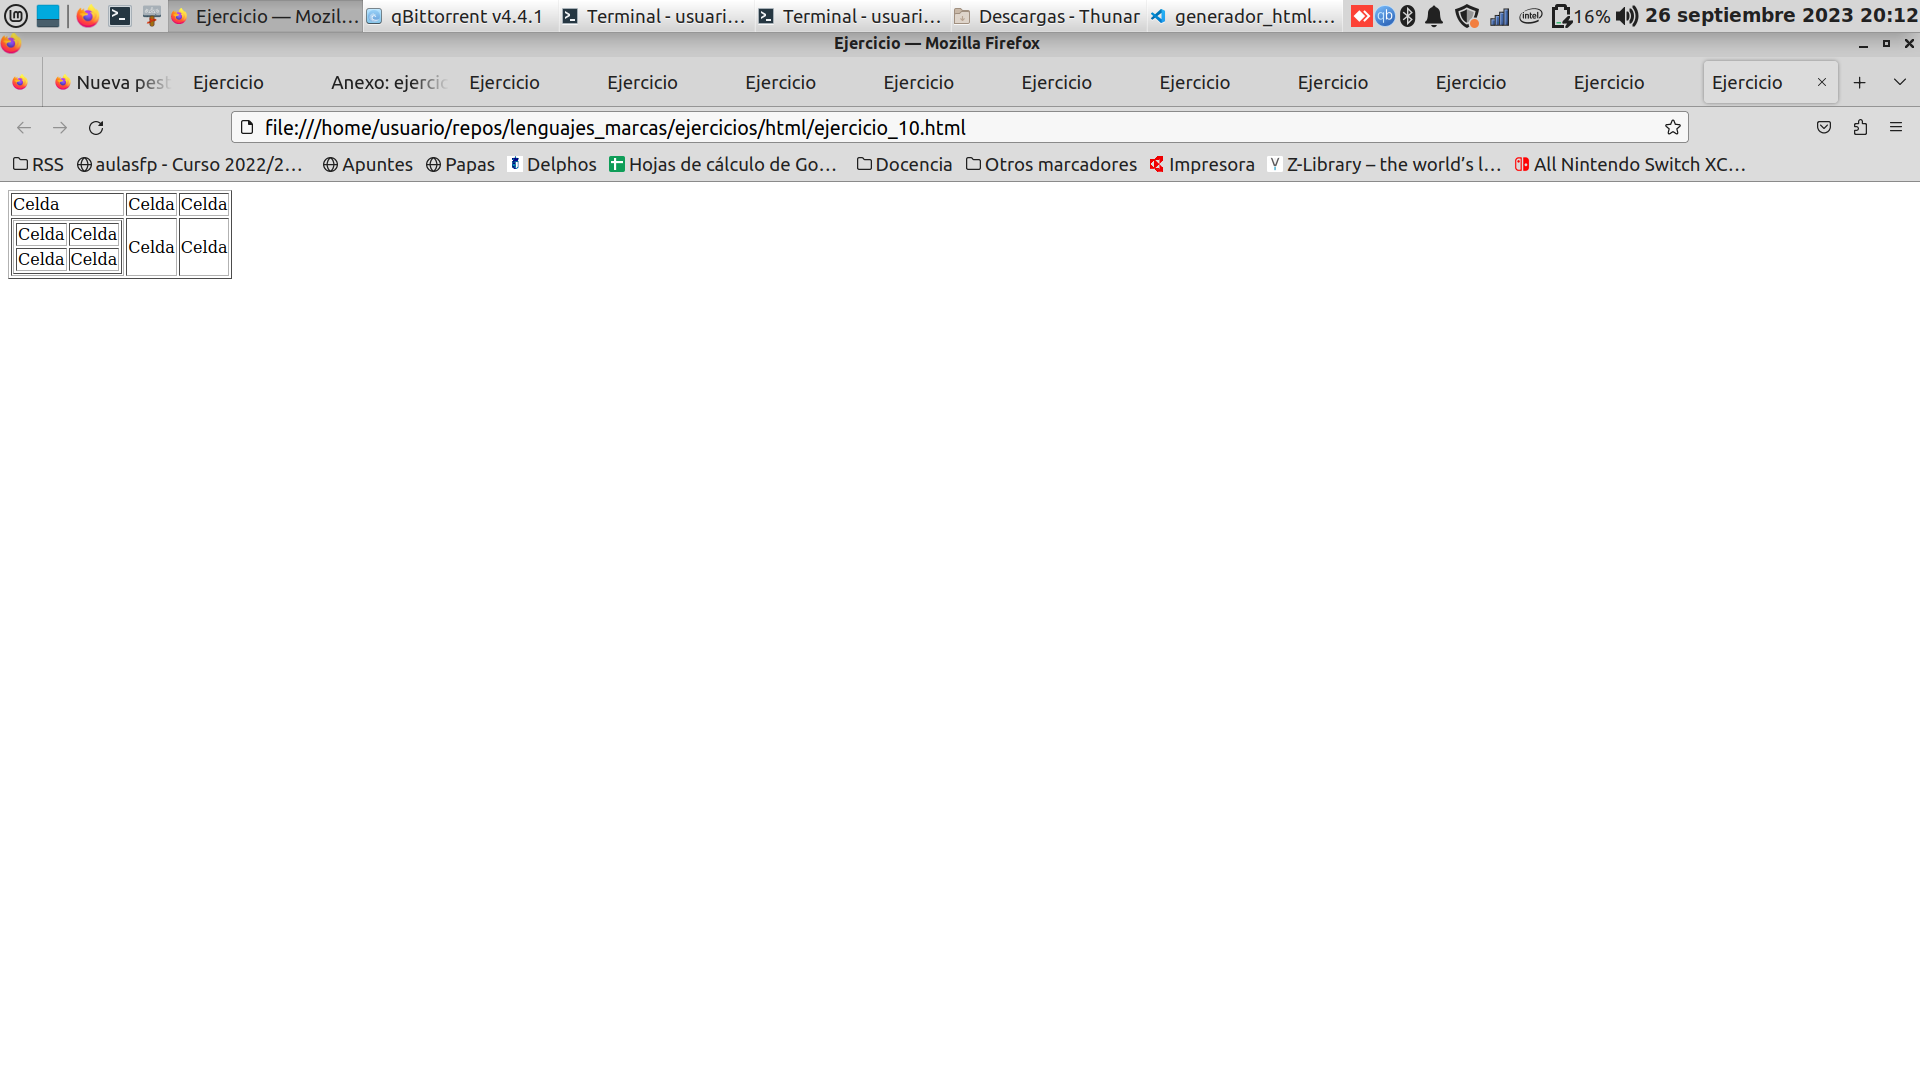 Ejercicio — Mozil... qBittorrent v4.4.1 Terminal - usuari... Terminal - usuari... Descargas - Thunar generador_html.... qb intel 16% 26 septiembre 2023 20:12
Ejercicio — Mozilla Firefox
Nueva pest Ejercicio Anexo: ejercic Ejercicio Ejercicio Ejercicio Ejercicio Ejercicio Ejercicio Ejercicio Ejercicio Ejercicio Ejercicio
file:///home/usuario/repos/lenguajes_marcas/ejercicios/html/ejercicio_10.html
RSS aulasfp - Curso 2022/2... Apuntes Papas Delphos Hojas de cálculo de Go... Docencia Otros marcadores Impresora Z-Library – the world’s l... All Nintendo Switch XC...
Celda Celda Celda
Celda Celda
Celda Celda
Celda Celda